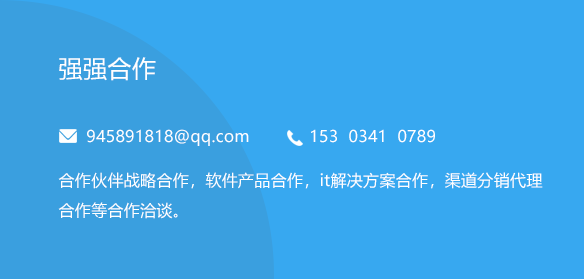 强强合作
945891818@qq.com
153 0341 0789
合作伙伴战略合作，软件产品合作，it解决方案合作，渠道分销代理
合作等合作洽谈。